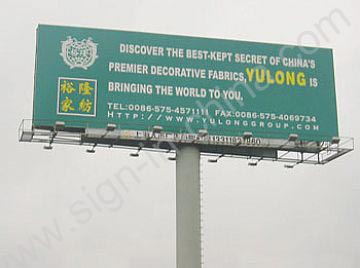 DISCOVER THE BEST-KEPT SECRET OF CHINA'S
PREMIER DECORATIVE FABRICS, YULONG IS
BRINGING THE WORLD TO YOU.
裕隆
家纺
TEL:0086-575-4571111 FAX:0086-575-4069734
HTTP://WWW.YULONGGROUP.COM